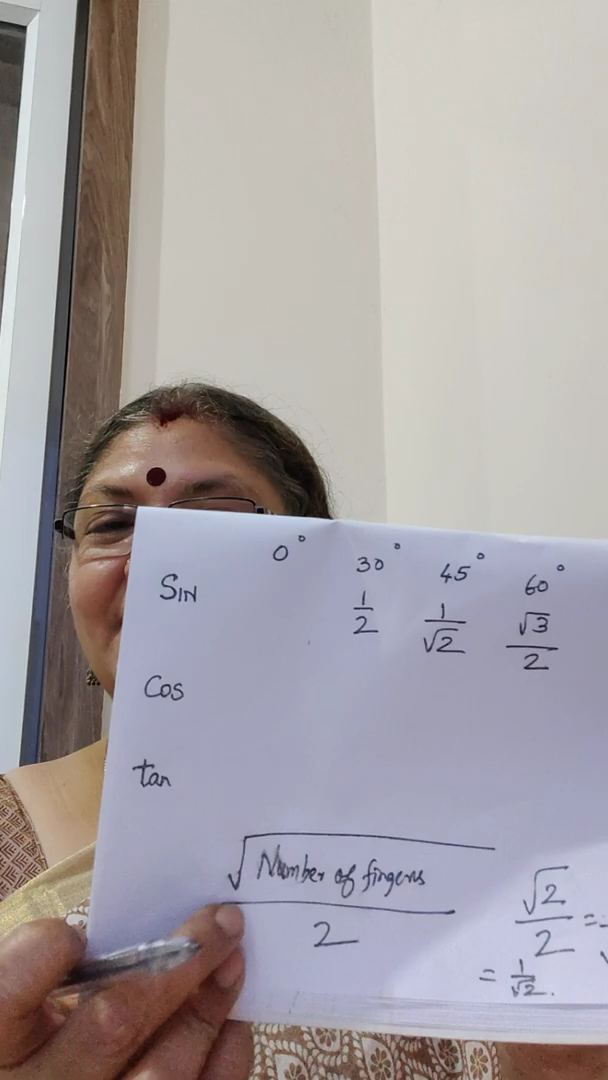 0° 30° 45° 60°
SIN 1/2 1/√2 √3/2
Cos
tan
√Number of fingers/2 √2/2 =
= 1/√2.